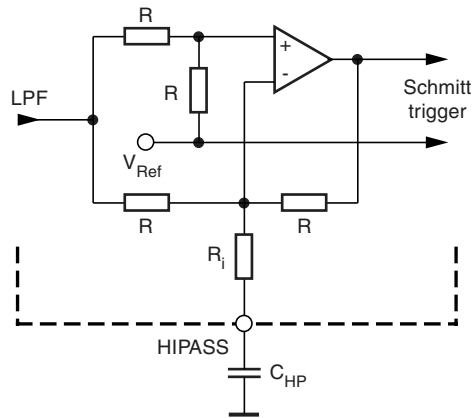 R
+
-
R
LPF
Schmitt
trigger
V_Ref
R
R
R_i
HIPASS
C_HP